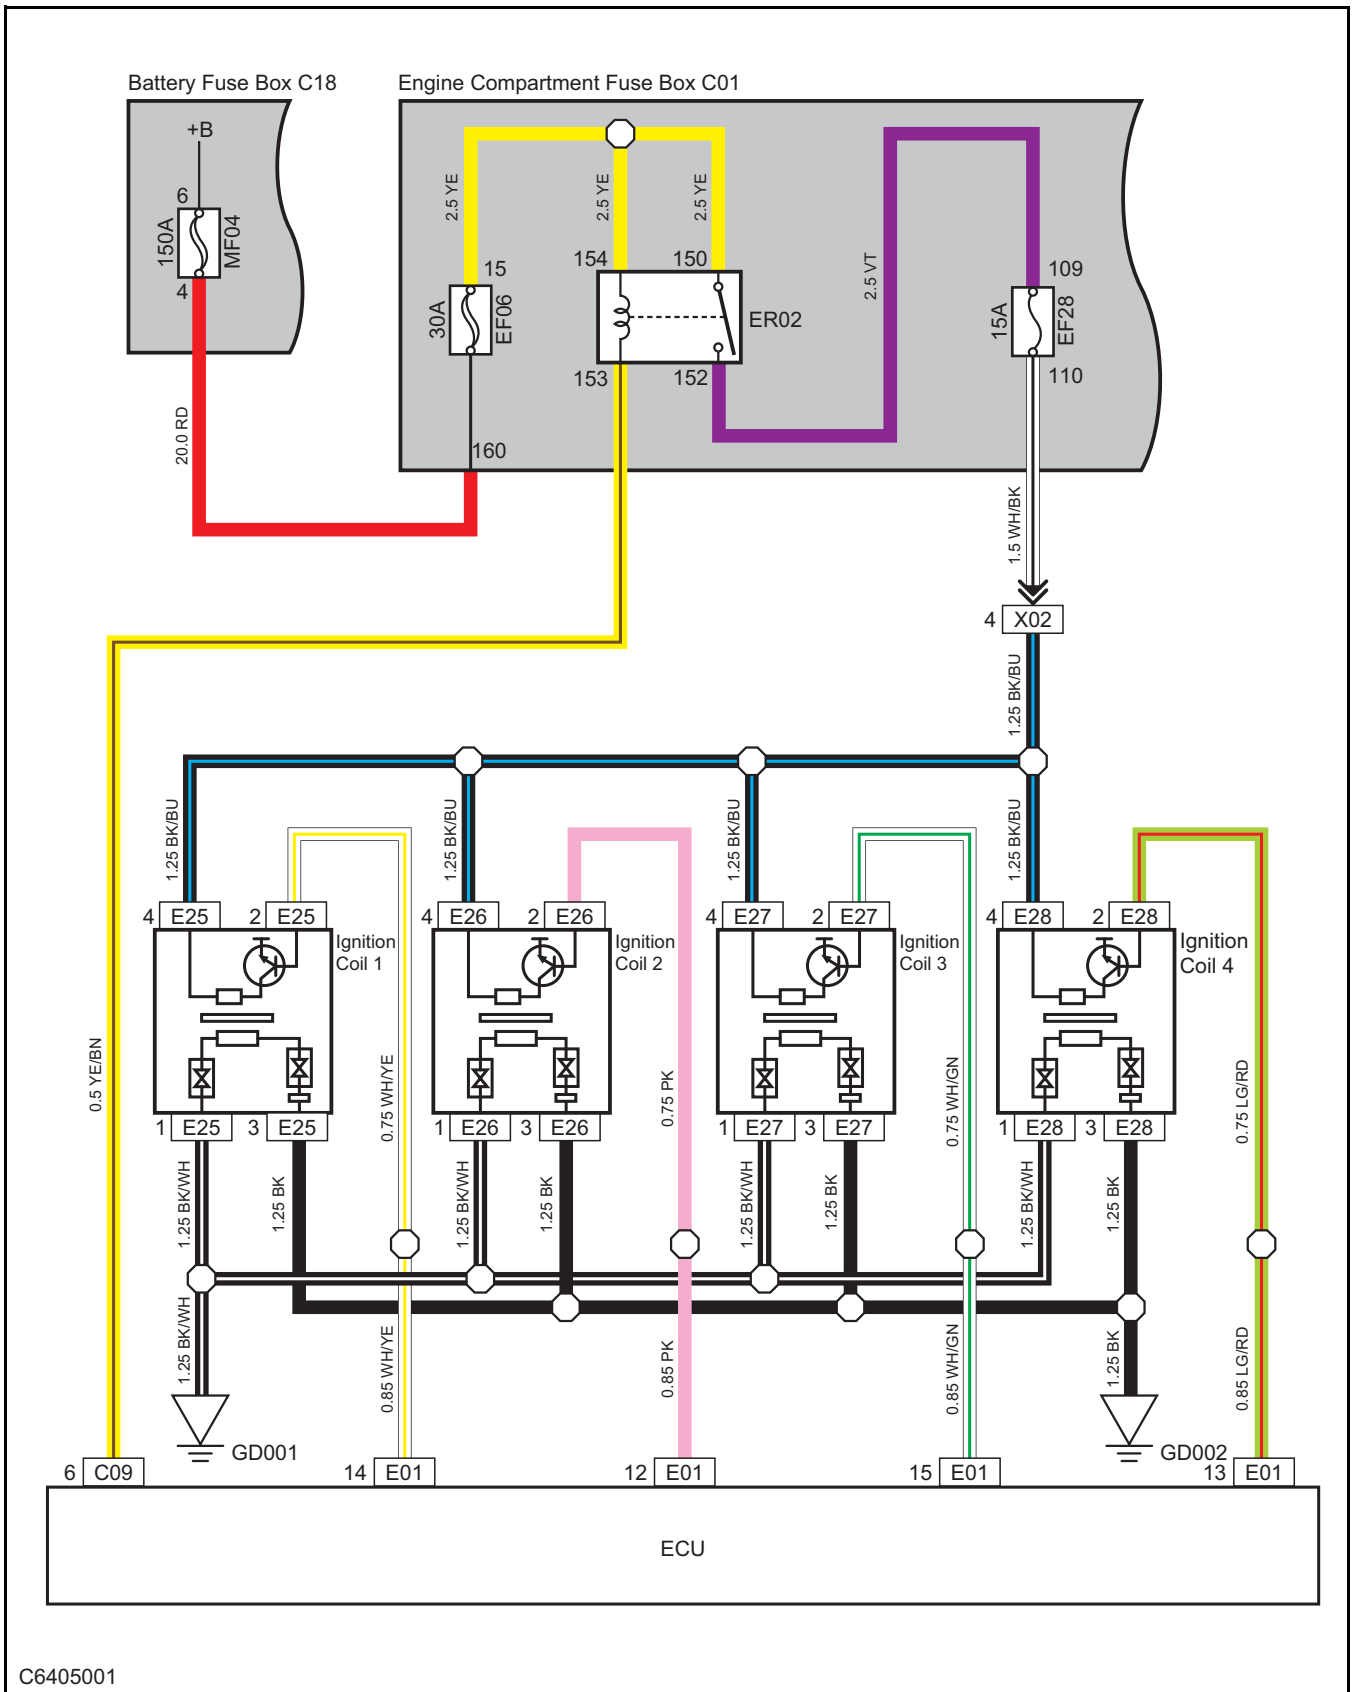 Battery Fuse Box C18
Engine Compartment Fuse Box C01
+B
6
150A
MF04
4
20.0 RD
2.5 YE
2.5 YE
2.5 YE
15
30A
EF06
160
154
150
ER02
153
152
2.5 VT
109
15A
EF28
110
1.5 WH/BK
4
X02
1.25 BK/BU
1.25 BK/BU
1.25 BK/BU
1.25 BK/BU
1.25 BK/BU
4
E25
2
E25
4
E26
2
E26
4
E27
2
E27
4
E28
2
E28
Ignition
Coil 1
Ignition
Coil 2
Ignition
Coil 3
Ignition
Coil 4
0.5 YE/BN
0.75 WH/YE
0.75 PK
0.75 WH/GN
0.75 LG/RD
1
E25
3
E25
1
E26
3
E26
1
E27
3
E27
1
E28
3
E28
1.25 BK/WH
1.25 BK
1.25 BK/WH
1.25 BK
1.25 BK/WH
1.25 BK
1.25 BK/WH
1.25 BK
1.25 BK/WH
0.85 WH/YE
0.85 PK
0.85 WH/GN
1.25 BK
0.85 LG/RD
GD001
GD002
6
C09
14
E01
12
E01
15
E01
13
E01
ECU
C6405001